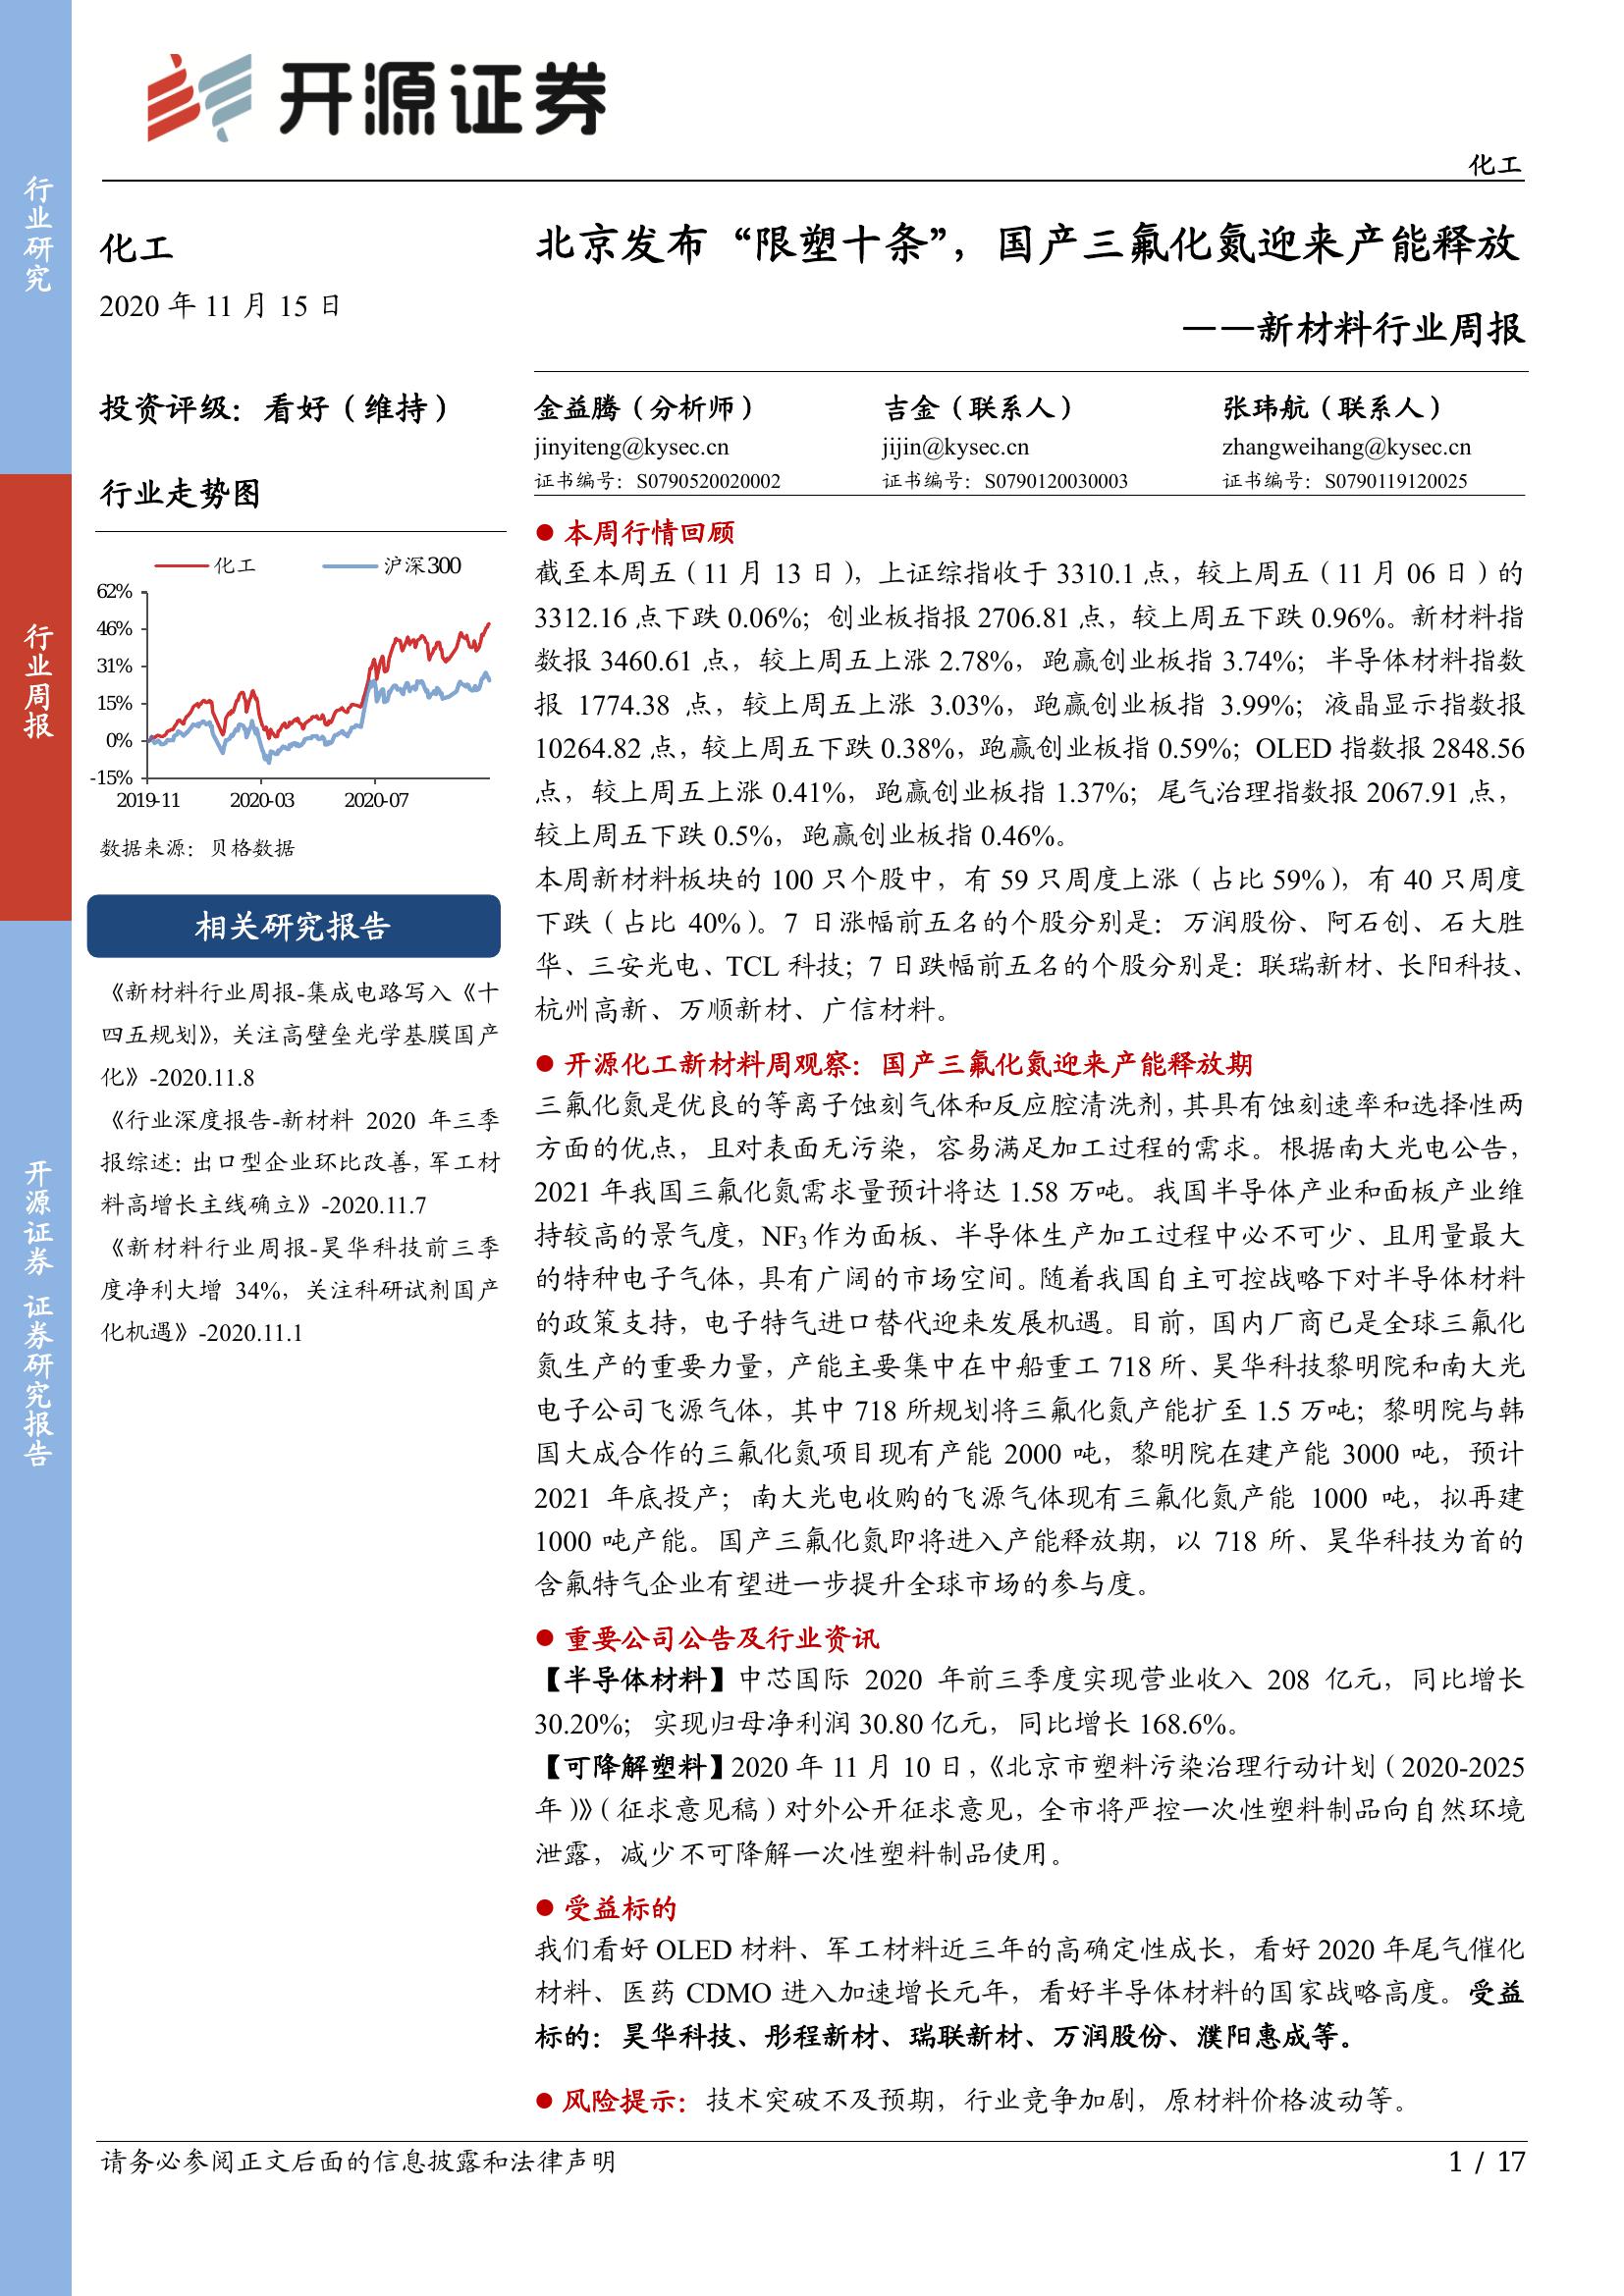 开源证券
化工
行业研究
行业周报
开源证券 证券研究报告
化工
2020 年 11 月 15 日
北京发布“限塑十条”，国产三氟化氮迎来产能释放
——新材料行业周报
投资评级：看好（维持）
金益腾（分析师）
吉金（联系人）
张玮航（联系人）
jinyiteng@kysec.cn
jijin@kysec.cn
zhangweihang@kysec.cn
证书编号：S0790520020002
证书编号：S0790120030003
证书编号：S0790119120025
行业走势图
化工
沪深300
62%
46%
31%
15%
0%
-15%
2019-11
2020-03
2020-07
数据来源：贝格数据
相关研究报告
《新材料行业周报-集成电路写入《十
四五规划》，关注高壁垒光学基膜国产
化》-2020.11.8
《行业深度报告-新材料 2020 年三季
报综述：出口型企业环比改善，军工材
料高增长主线确立》-2020.11.7
《新材料行业周报-昊华科技前三季
度净利大增 34%，关注科研试剂国产
化机遇》-2020.11.1
● 本周行情回顾
截至本周五（11 月 13 日），上证综指收于 3310.1 点，较上周五（11 月 06 日）的
3312.16 点下跌 0.06%；创业板指报 2706.81 点，较上周五下跌 0.96%。新材料指
数报 3460.61 点，较上周五上涨 2.78%，跑赢创业板指 3.74%；半导体材料指数
报 1774.38 点，较上周五上涨 3.03%，跑赢创业板指 3.99%；液晶显示指数报
10264.82 点，较上周五下跌 0.38%，跑赢创业板指 0.59%；OLED 指数报 2848.56
点，较上周五上涨 0.41%，跑赢创业板指 1.37%；尾气治理指数报 2067.91 点，
较上周五下跌 0.5%，跑赢创业板指 0.46%。
本周新材料板块的 100 只个股中，有 59 只周度上涨（占比 59%），有 40 只周度
下跌（占比 40%）。7 日涨幅前五名的个股分别是：万润股份、阿石创、石大胜
华、三安光电、TCL 科技；7 日跌幅前五名的个股分别是：联瑞新材、长阳科技、
杭州高新、万顺新材、广信材料。
● 开源化工新材料周观察：国产三氟化氮迎来产能释放期
三氟化氮是优良的等离子蚀刻气体和反应腔清洗剂，其具有蚀刻速率和选择性两
方面的优点，且对表面无污染，容易满足加工过程的需求。根据南大光电公告，
2021 年我国三氟化氮需求量预计将达 1.58 万吨。我国半导体产业和面板产业维
持较高的景气度，NF₃ 作为面板、半导体生产加工过程中必不可少、且用量最大
的特种电子气体，具有广阔的市场空间。随着我国自主可控战略下对半导体材料
的政策支持，电子特气进口替代迎来发展机遇。目前，国内厂商已是全球三氟化
氮生产的重要力量，产能主要集中在中船重工 718 所、昊华科技黎明院和南大光
电子公司飞源气体，其中 718 所规划将三氟化氮产能扩至 1.5 万吨；黎明院与韩
国大成合作的三氟化氮项目现有产能 2000 吨，黎明院在建产能 3000 吨，预计
2021 年底投产；南大光电收购的飞源气体现有三氟化氮产能 1000 吨，拟再建
1000 吨产能。国产三氟化氮即将进入产能释放期，以 718 所、昊华科技为首的
含氟特气企业有望进一步提升全球市场的参与度。
● 重要公司公告及行业资讯
【半导体材料】中芯国际 2020 年前三季度实现营业收入 208 亿元，同比增长
30.20%；实现归母净利润 30.80 亿元，同比增长 168.6%。
【可降解塑料】2020 年 11 月 10 日，《北京市塑料污染治理行动计划（2020-2025
年）》（征求意见稿）对外公开征求意见，全市将严控一次性塑料制品向自然环境
泄露，减少不可降解一次性塑料制品使用。
● 受益标的
我们看好 OLED 材料、军工材料近三年的高确定性成长，看好 2020 年尾气催化
材料、医药 CDMO 进入加速增长元年，看好半导体材料的国家战略高度。受益
标的：昊华科技、彤程新材、瑞联新材、万润股份、濮阳惠成等。
● 风险提示：技术突破不及预期，行业竞争加剧，原材料价格波动等。
请务必参阅正文后面的信息披露和法律声明
1 / 17